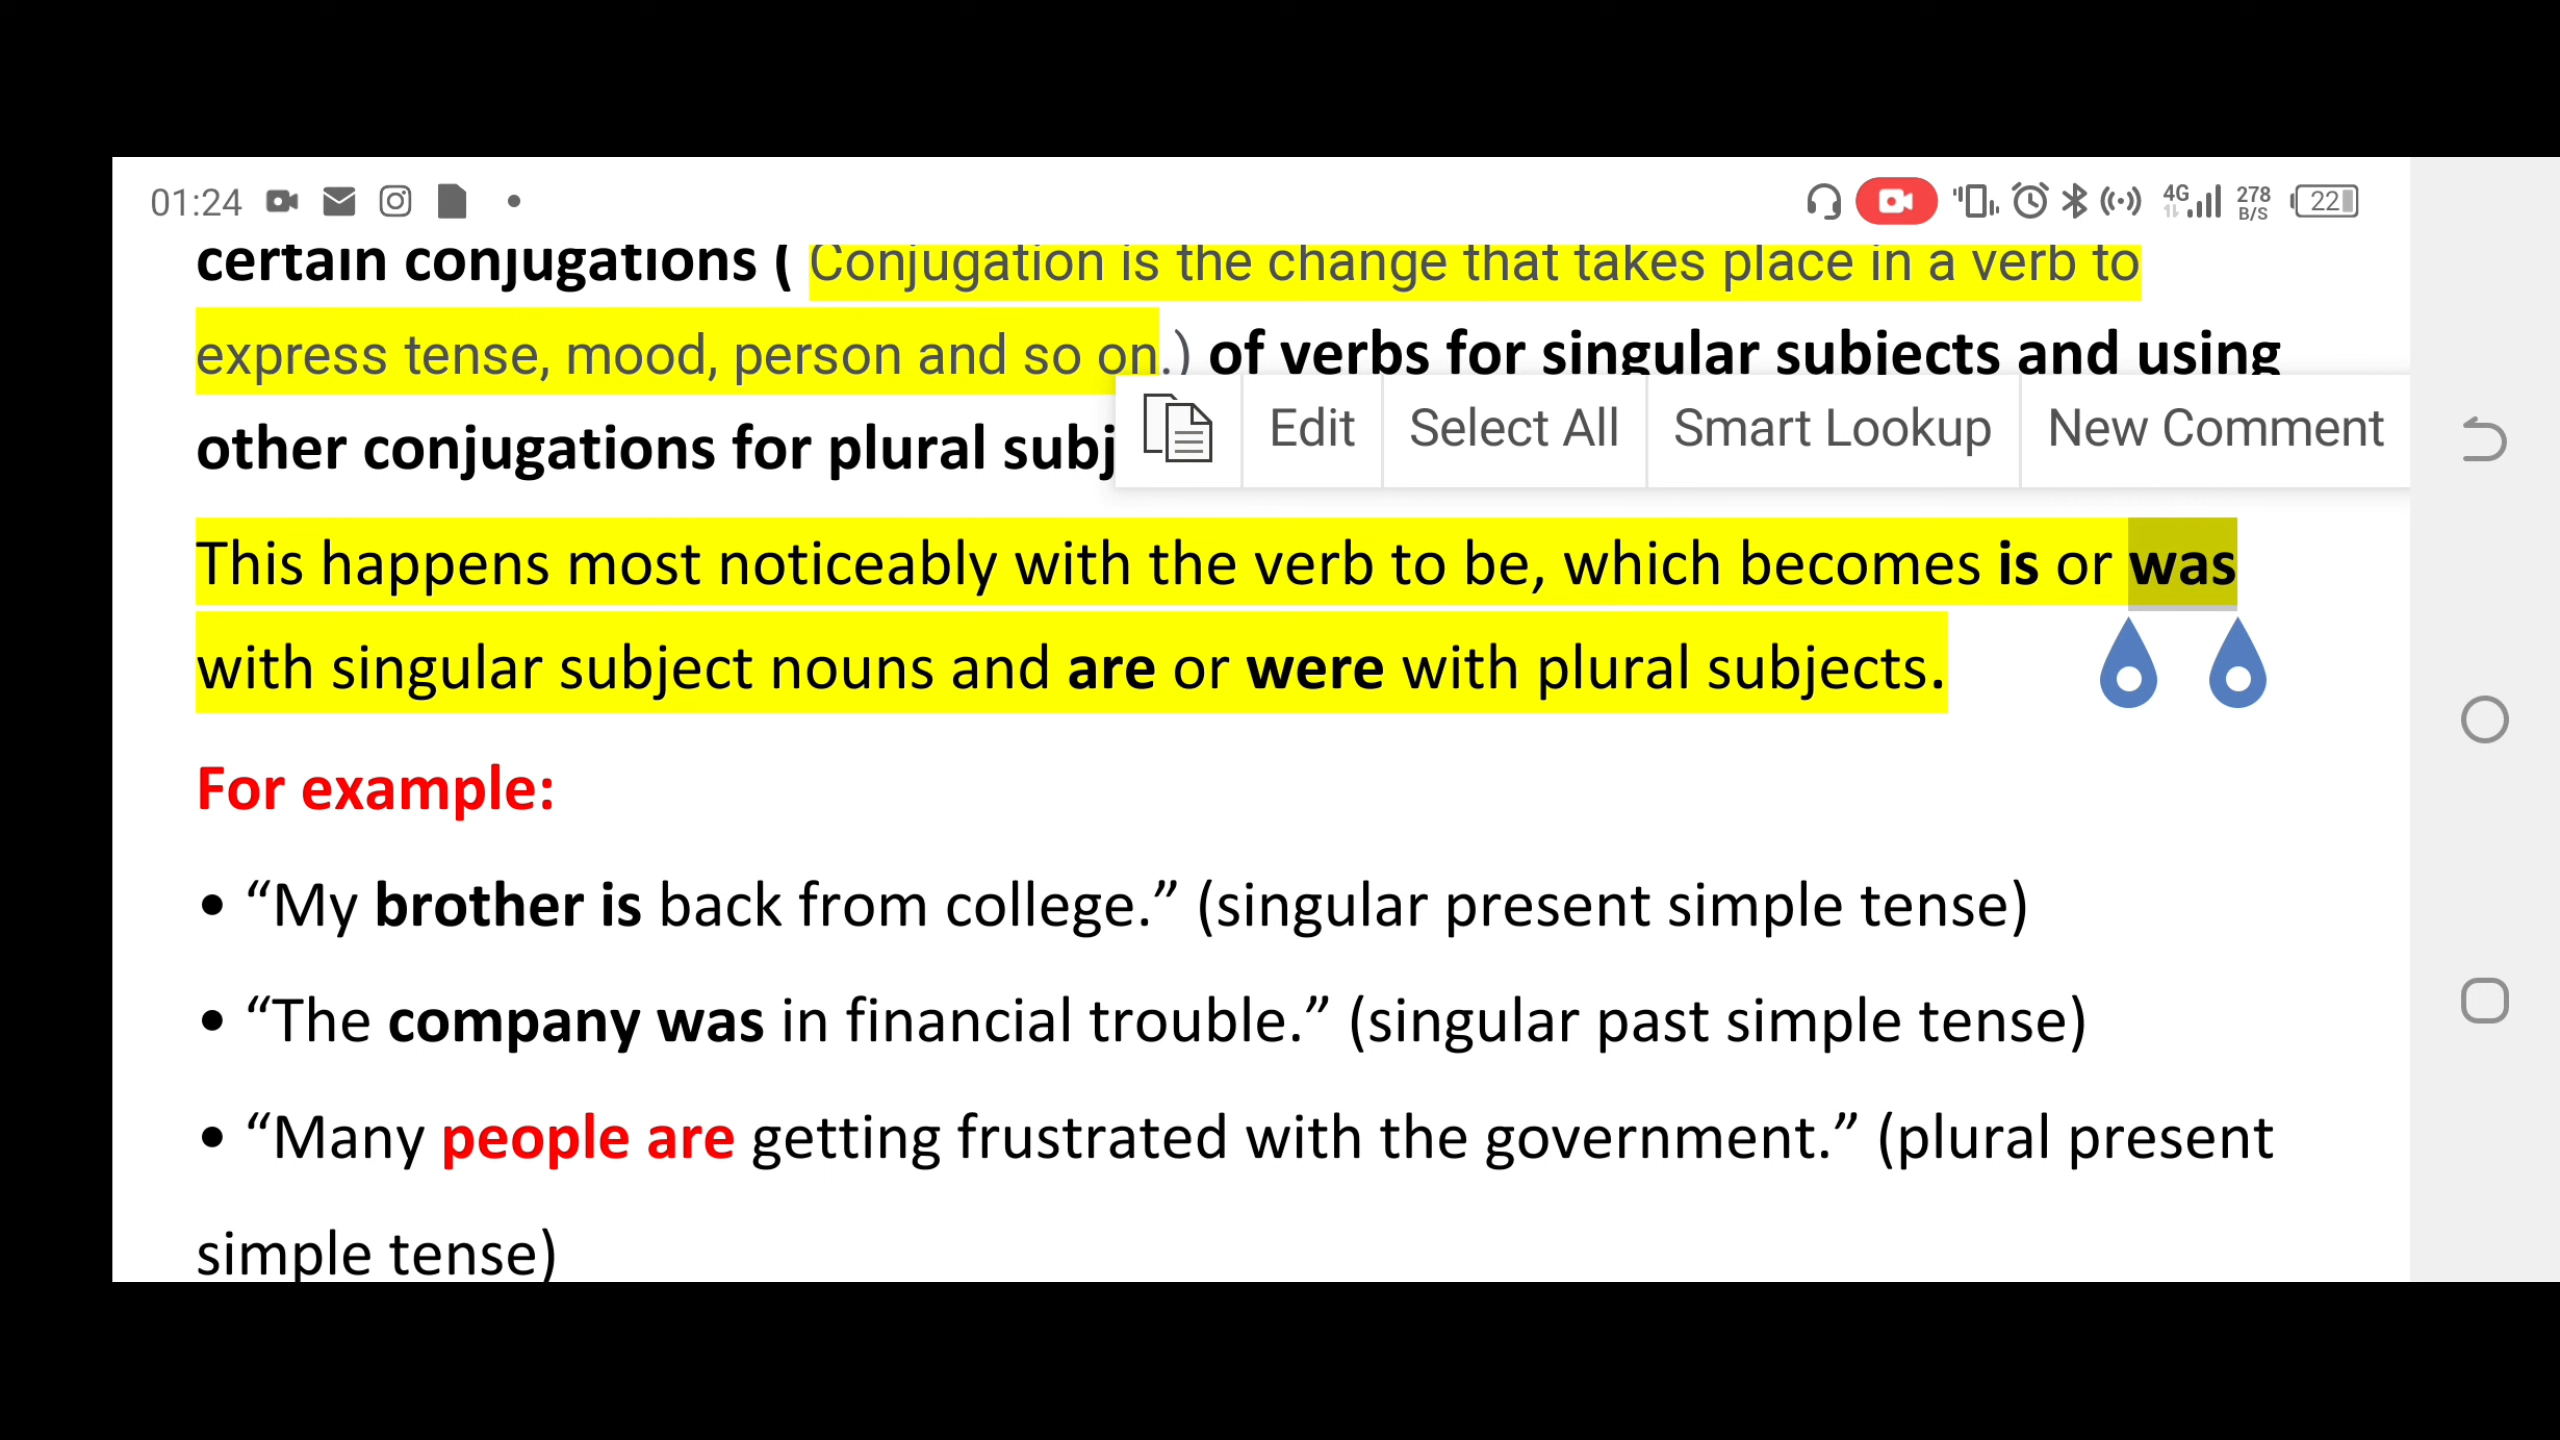 01:24
4G 278 B/S 22
certain conjugations ( Conjugation is the change that takes place in a verb to
express tense, mood, person and so on.) of verbs for singular subjects and using
Edit Select All Smart Lookup New Comment
other conjugations for plural subj
This happens most noticeably with the verb to be, which becomes is or was
with singular subject nouns and are or were with plural subjects.
For example:
• “My brother is back from college.” (singular present simple tense)
• “The company was in financial trouble.” (singular past simple tense)
• “Many people are getting frustrated with the government.” (plural present
simple tense)